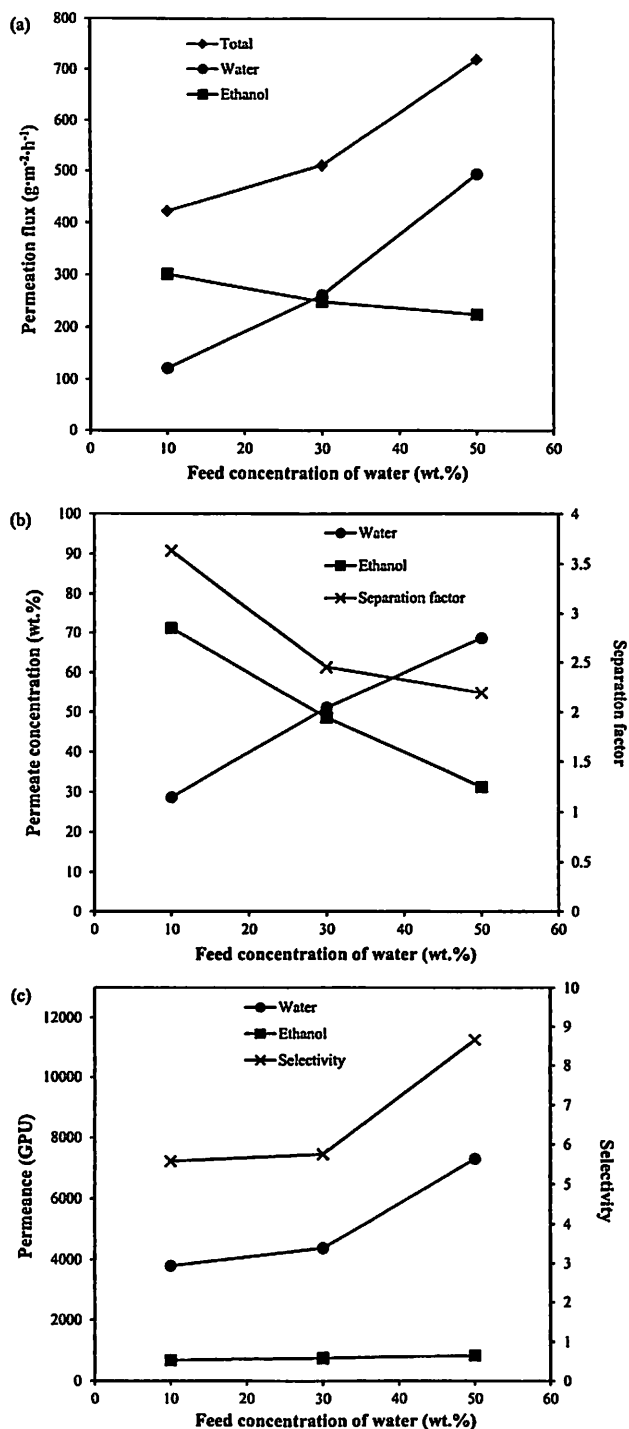 (a)
Total
Water
Ethanol
800
700
600
500
400
300
200
100
0
Permeation flux (g·m⁻²·h⁻¹)
0 10 20 30 40 50 60
Feed concentration of water (wt.%)
(b)
Water
Ethanol
Separation factor
100
90
80
70
60
50
40
30
20
10
0
Permeate concentration (wt.%)
4
3.5
3
2.5
2
1.5
1
0.5
0
Separation factor
0 10 20 30 40 50 60
Feed concentration of water (wt.%)
(c)
Water
Ethanol
Selectivity
12000
10000
8000
6000
4000
2000
0
Permeance (GPU)
10
9
8
7
6
5
4
3
2
1
0
Selectivity
0 10 20 30 40 50 60
Feed concentration of water (wt.%)